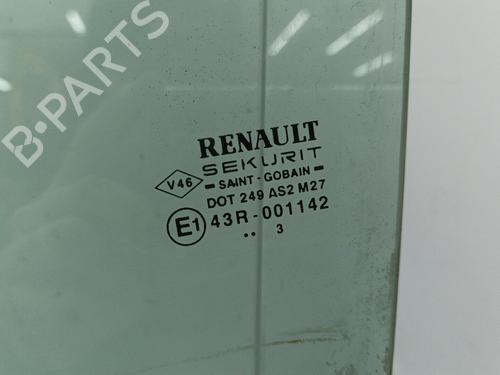 B-PARTS
RENAULT
SEKURIT
V46 - SAINT-GOBAIN -
DOT 249 AS2 M27
E1 43R-001142
.. 3